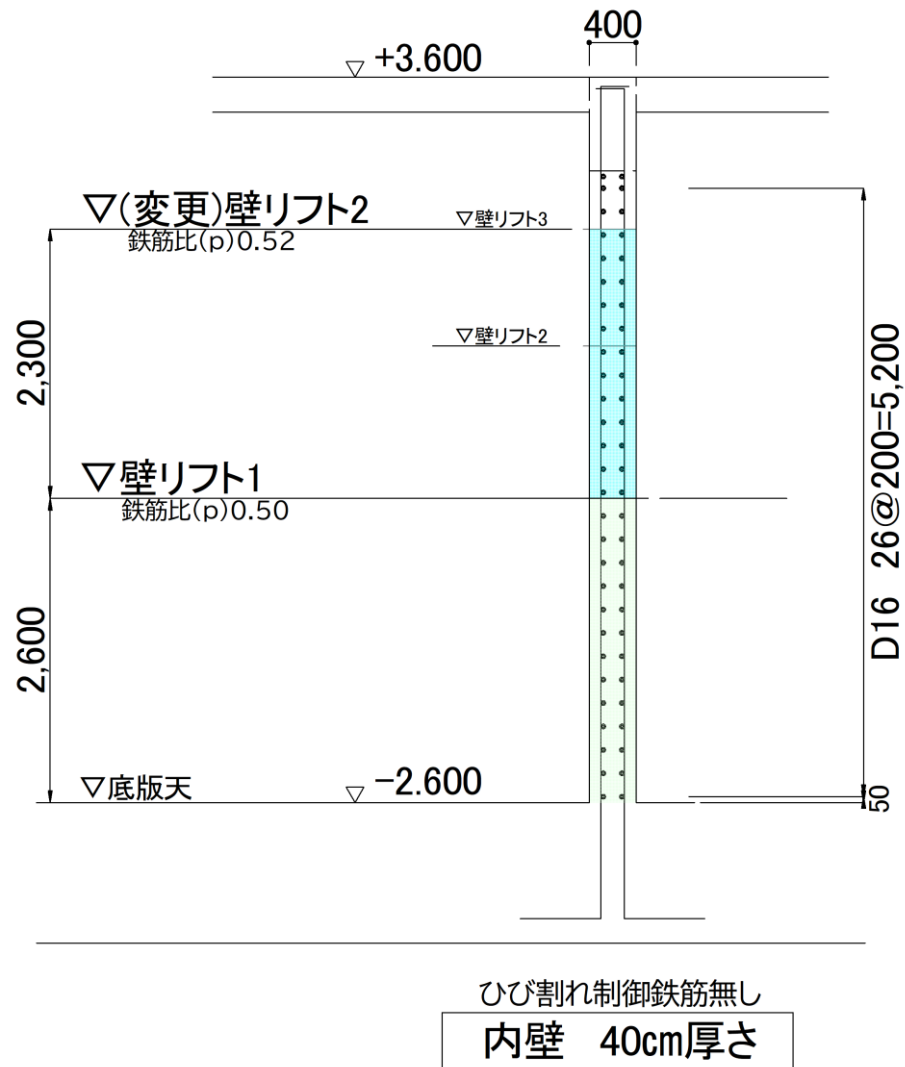 400
▽ +3.600
▽(変更)壁リフト2
鉄筋比(p)0.52
▽壁リフト3
2,300
▽壁リフト2
D16 26@200=5,200
▽壁リフト1
鉄筋比(p)0.50
2,600
▽底版天
▽ -2.600
50
ひび割れ制御鉄筋無し
内壁 40cm厚さ